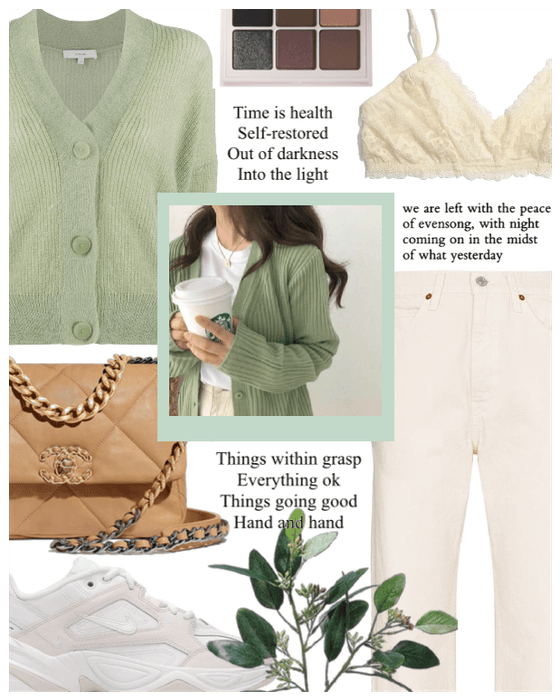 Time is health
Self-restored
Out of darkness
Into the light
we are left with the peace
of evensong, with night
coming on in the midst
of what yesterday
Things within grasp
Everything ok
Things going good
Hand and hand